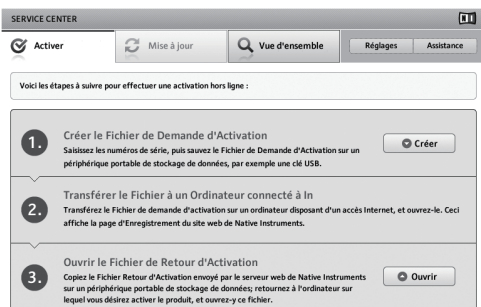 SERVICE CENTER
Activer
Mise à jour
Vue d'ensemble
Réglages
Assistance
Voici les étapes à suivre pour effectuer une activation hors ligne :
1.
Créer le Fichier de Demande d'Activation
Saisissez les numéros de série, puis sauvez le Fichier de Demande d'Activation sur un
périphérique portable de stockage de données, par exemple une clé USB.
Créer
2.
Transférer le Fichier à un Ordinateur connecté à In
Transférez le Fichier de demande d'activation sur un ordinateur disposant d'un accès Internet, et ouvrez-le. Ceci
affiche la page d'Enregistrement du site web de Native Instruments.
3.
Ouvrir le Fichier de Retour d'Activation
Copiez le Fichier Retour d'Activation envoyé par le serveur web de Native Instruments
sur un périphérique portable de stockage de données; retournez à l'ordinateur sur
lequel vous désirez activer le produit, et ouvrez-y ce fichier.
Ouvrir